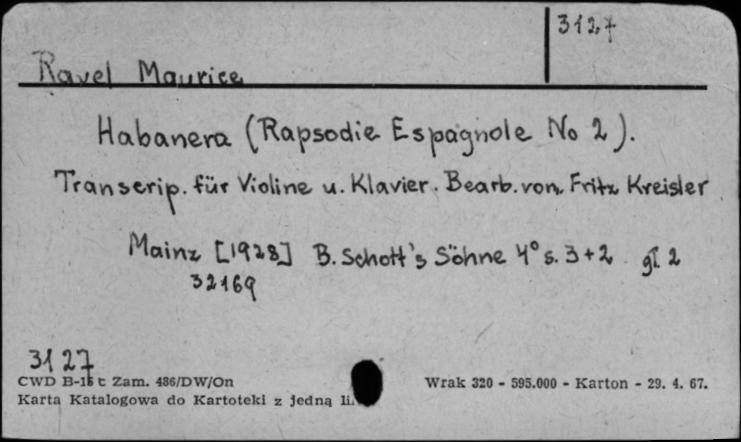 3127
Ravel Maurice
Habanera (Rapsodie Espagnole No 2).
Transcrip. für Violine u. Klavier. Bearb. von Fritz Kreisler
Mainz [1928] B. Schott's Söhne 4° s. 3+2 gł 2
32169
3127
CWD B-15 t Zam. 486/DW/On
Wrak 320 - 595.000 - Karton - 29. 4. 67.
Karta Katalogowa do Kartoteki z jedną